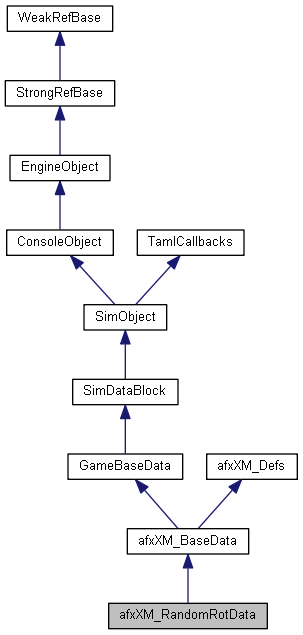 WeakRefBase
StrongRefBase
EngineObject
ConsoleObject
TamlCallbacks
SimObject
SimDataBlock
GameBaseData
afxXM_Defs
afxXM_BaseData
afxXM_RandomRotData